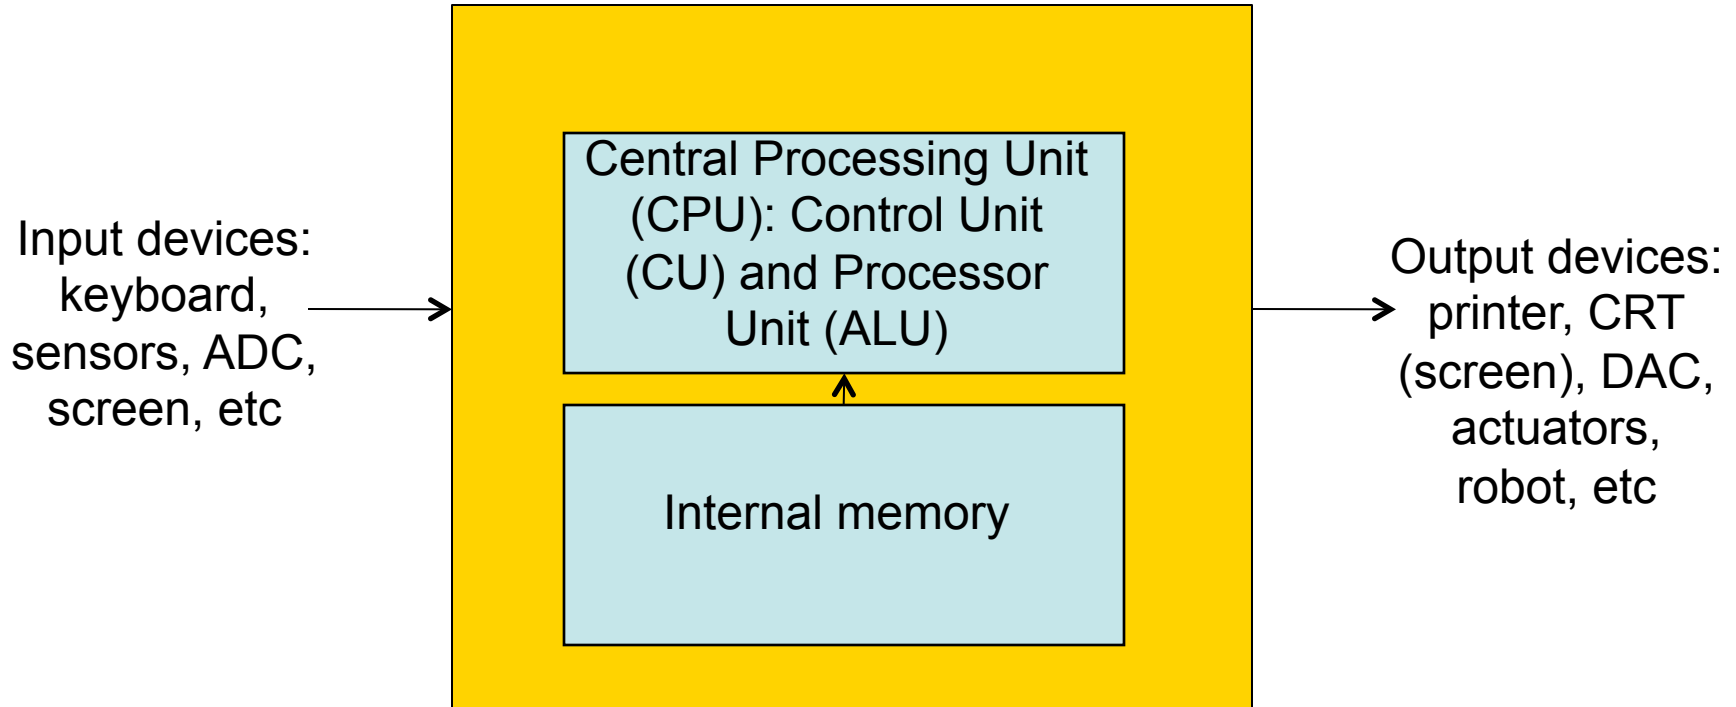 Input devices:
keyboard,
sensors, ADC,
screen, etc
Central Processing Unit
(CPU): Control Unit
(CU) and Processor
Unit (ALU)
Internal memory
Output devices:
printer, CRT
(screen), DAC,
actuators,
robot, etc